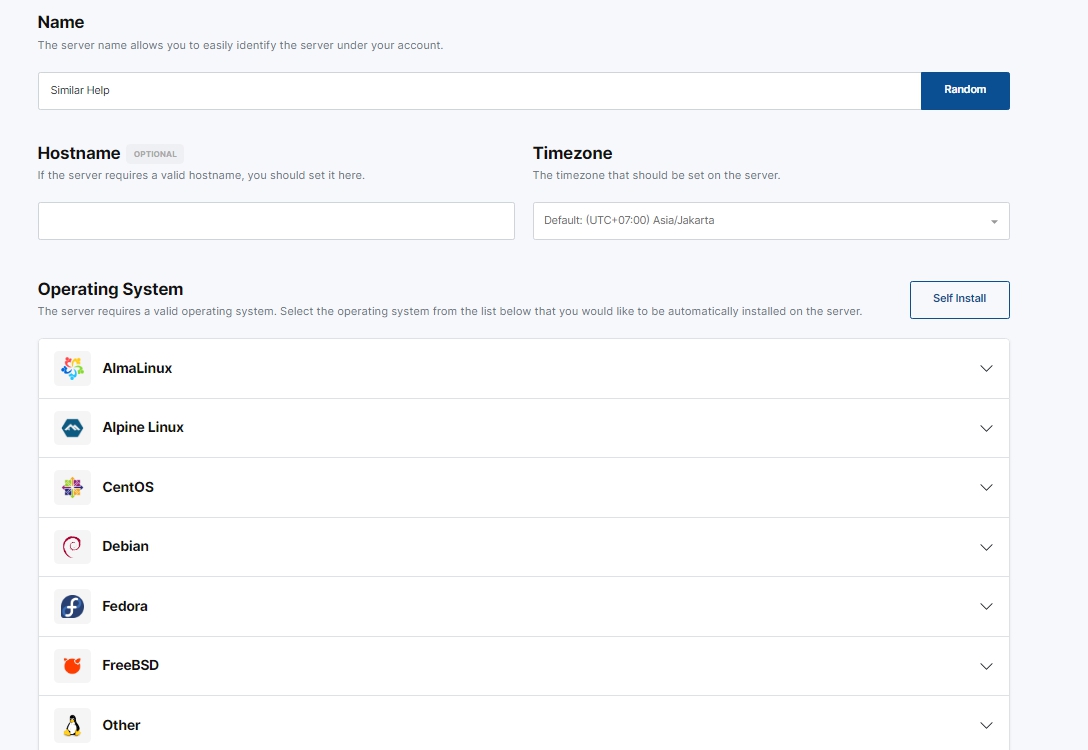 Name
The server name allows you to easily identify the server under your account.
Similar Help
Random
Hostname OPTIONAL
If the server requires a valid hostname, you should set it here.
Timezone
The timezone that should be set on the server.
Default: (UTC+07:00) Asia/Jakarta
Operating System
The server requires a valid operating system. Select the operating system from the list below that you would like to be automatically installed on the server.
Self Install
AlmaLinux
Alpine Linux
CentOS
Debian
Fedora
FreeBSD
Other